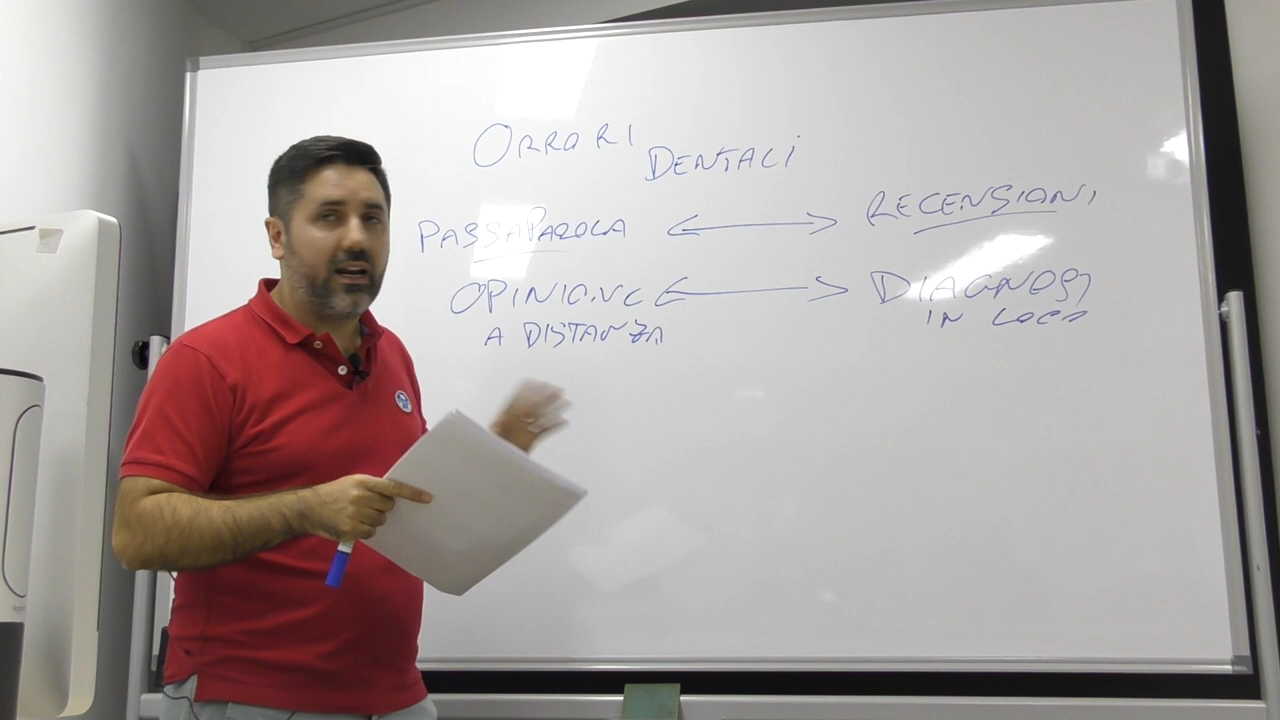 ORRORI DENTALI
PASSAPAROLA <-> RECENSIONI
OPINIONE <-> DIAGNOSI
A DISTANZA IN LOCO